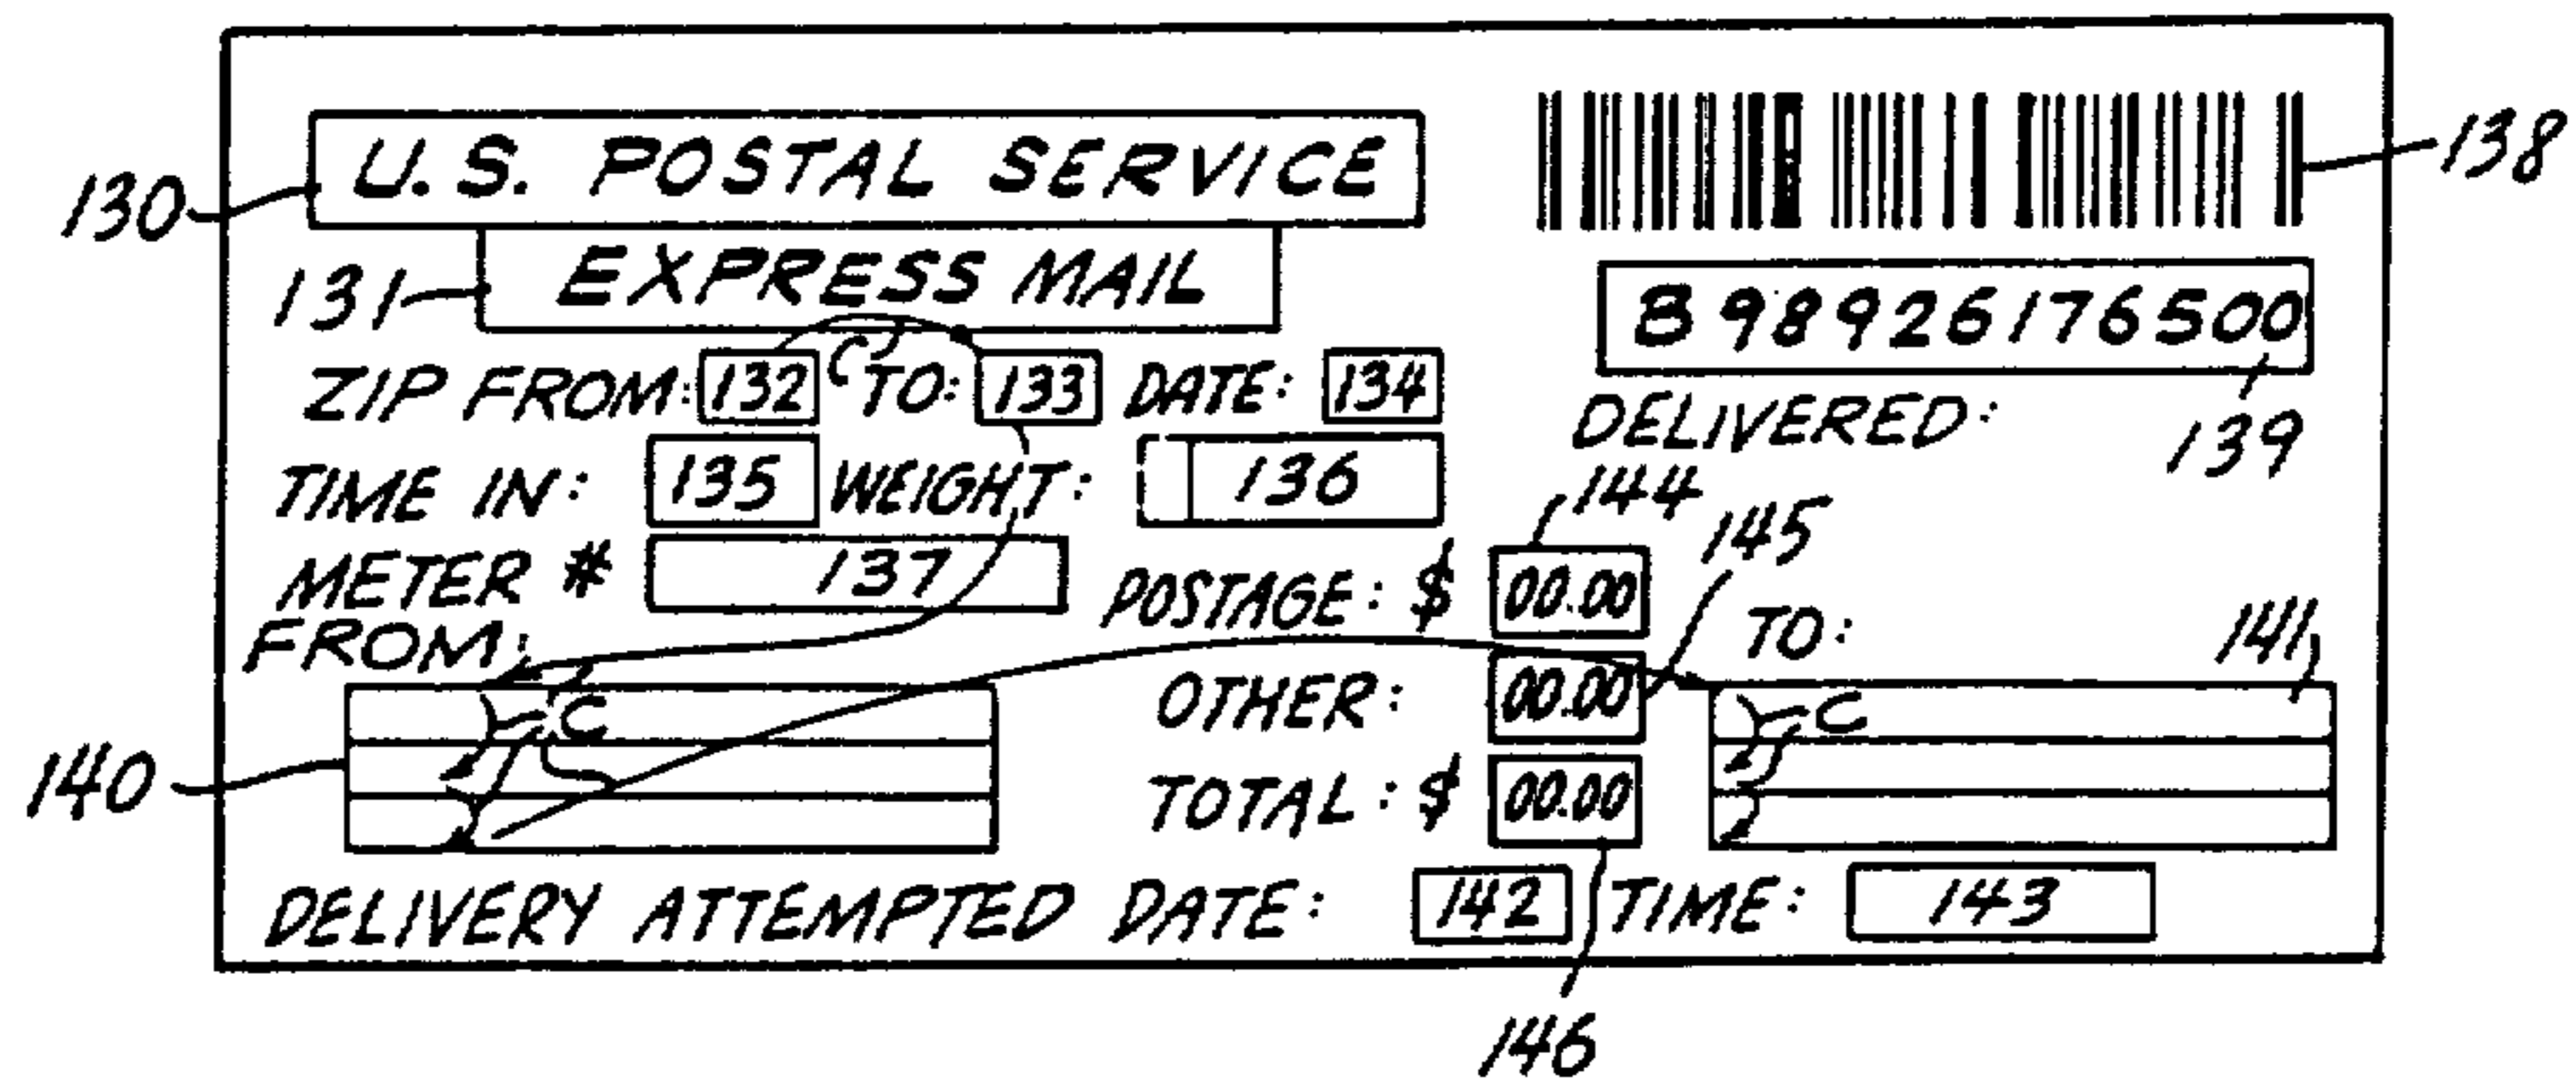 U.S. POSTAL SERVICE
130
138
EXPRESS MAIL
131
B98926176500
139
ZIP FROM: 132 C TO: 133 DATE: 134
DELIVERED:
TIME IN: 135 WEIGHT: 136
144
145
METER # 137
POSTAGE: $ 00.00
FROM:
TO:
141
C
OTHER: 00.00
C
140
TOTAL: $ 00.00
DELIVERY ATTEMPTED DATE: 142 TIME: 143
146